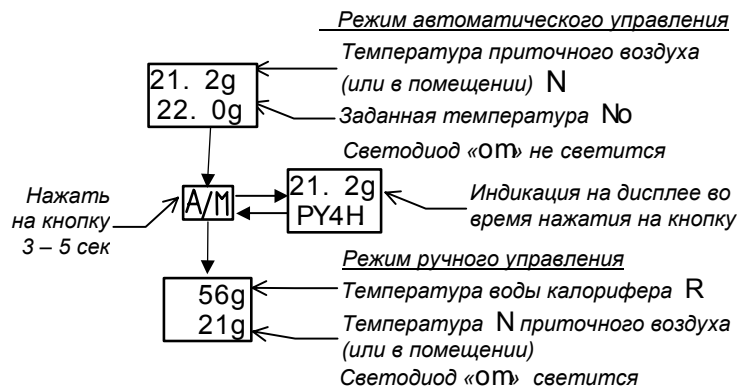 Режим автоматического управления
Температура приточного воздуха
(или в помещении) N
21. 2g
22. 0g
Заданная температура No
Светодиод «om» не светится
Нажать
на кнопку
3 – 5 сек
A/M
21. 2g
PY4H
Индикация на дисплее во
время нажатия на кнопку
Режим ручного управления
56g
21g
Температура воды калорифера R
Температура N приточного воздуха
(или в помещении)
Светодиод «om» светится